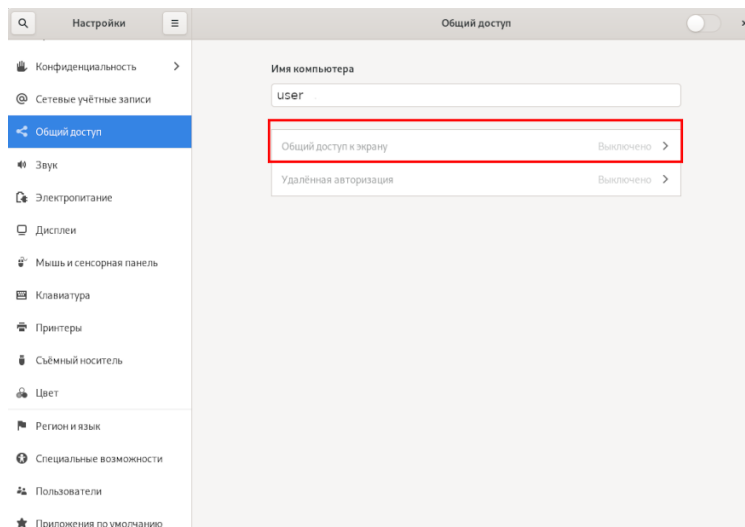 Настройки
Общий доступ
Конфиденциальность
Сетевые учётные записи
Общий доступ
Звук
Электропитание
Дисплеи
Мышь и сенсорная панель
Клавиатура
Принтеры
Съёмный носитель
Цвет
Регион и язык
Специальные возможности
Пользователи
Приложения по умолчанию
Имя компьютера
user
Общий доступ к экрану Выключено
Удалённая авторизация Выключено